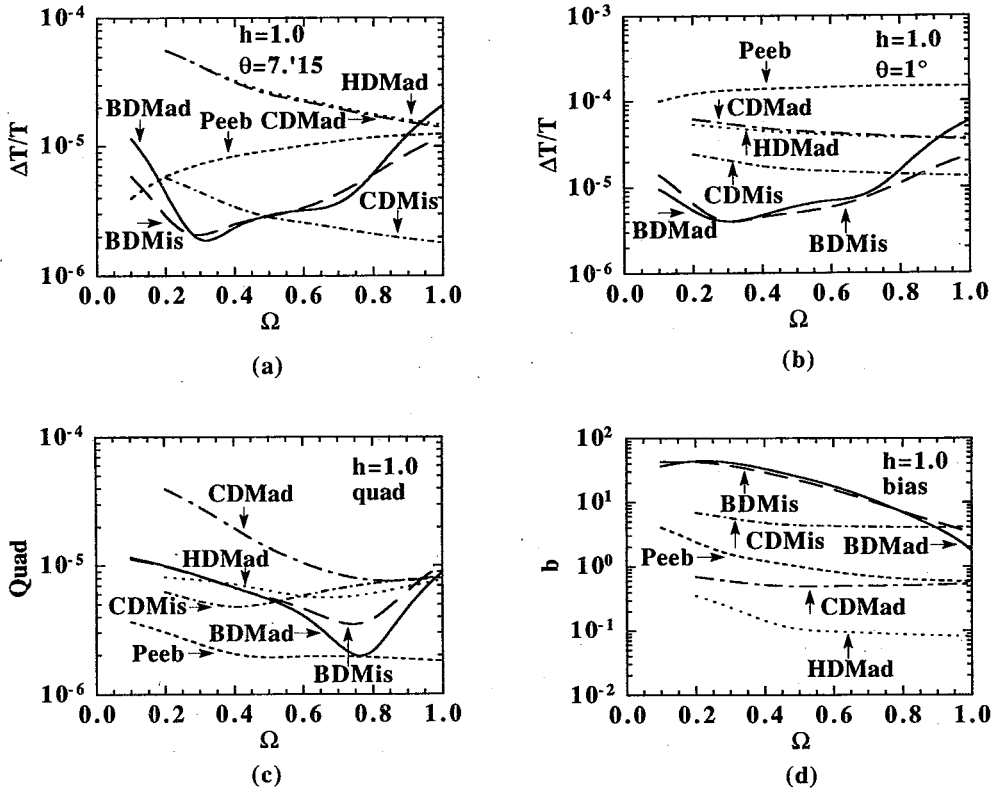 10⁻⁴
10⁻⁵
10⁻⁶
ΔT/T
h=1.0
θ=7.'15
BDMad
Peeb
CDMad
HDMad
BDMis
CDMis
0.0 0.2 0.4 0.6 0.8 1.0
Ω
(a)
10⁻³
10⁻⁴
10⁻⁵
10⁻⁶
ΔT/T
Peeb
h=1.0
θ=1°
CDMad
HDMad
CDMis
BDMad
BDMis
0.0 0.2 0.4 0.6 0.8 1.0
Ω
(b)
10⁻⁴
10⁻⁵
10⁻⁶
Quad
h=1.0
quad
CDMad
HDMad
CDMis
BDMad
Peeb
BDMis
0.0 0.2 0.4 0.6 0.8 1.0
Ω
(c)
10²
10¹
10⁰
10⁻¹
10⁻²
b
h=1.0
bias
BDMis
CDMis
BDMad
Peeb
CDMad
HDMad
0.0 0.2 0.4 0.6 0.8 1.0
Ω
(d)